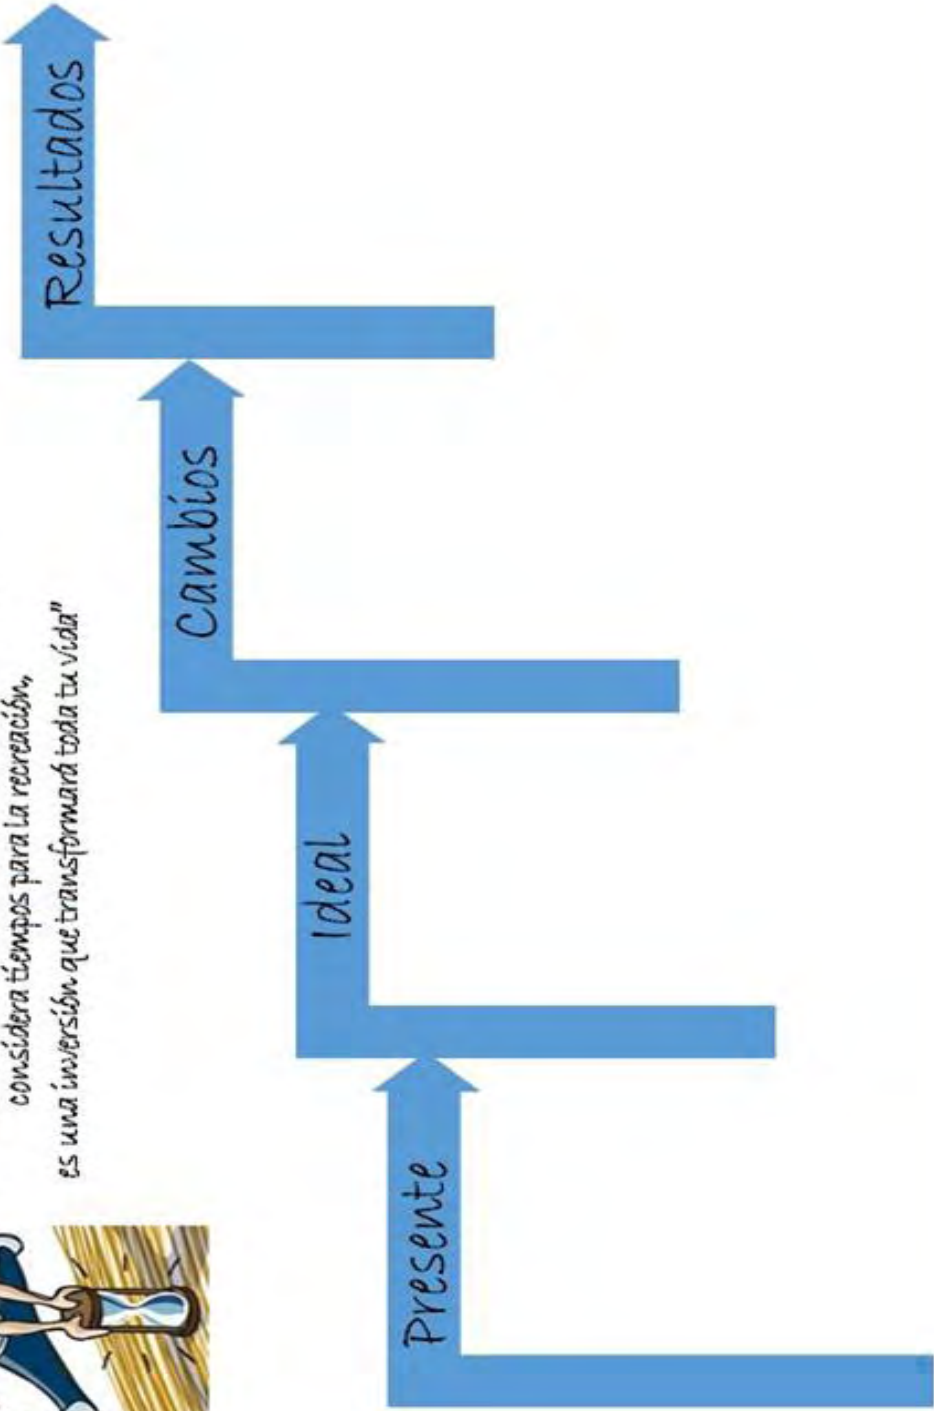 considera tiempos para la recreación,
es una inversión que transformará toda tu vida"
Presente
Ideal
Cambios
Resultados